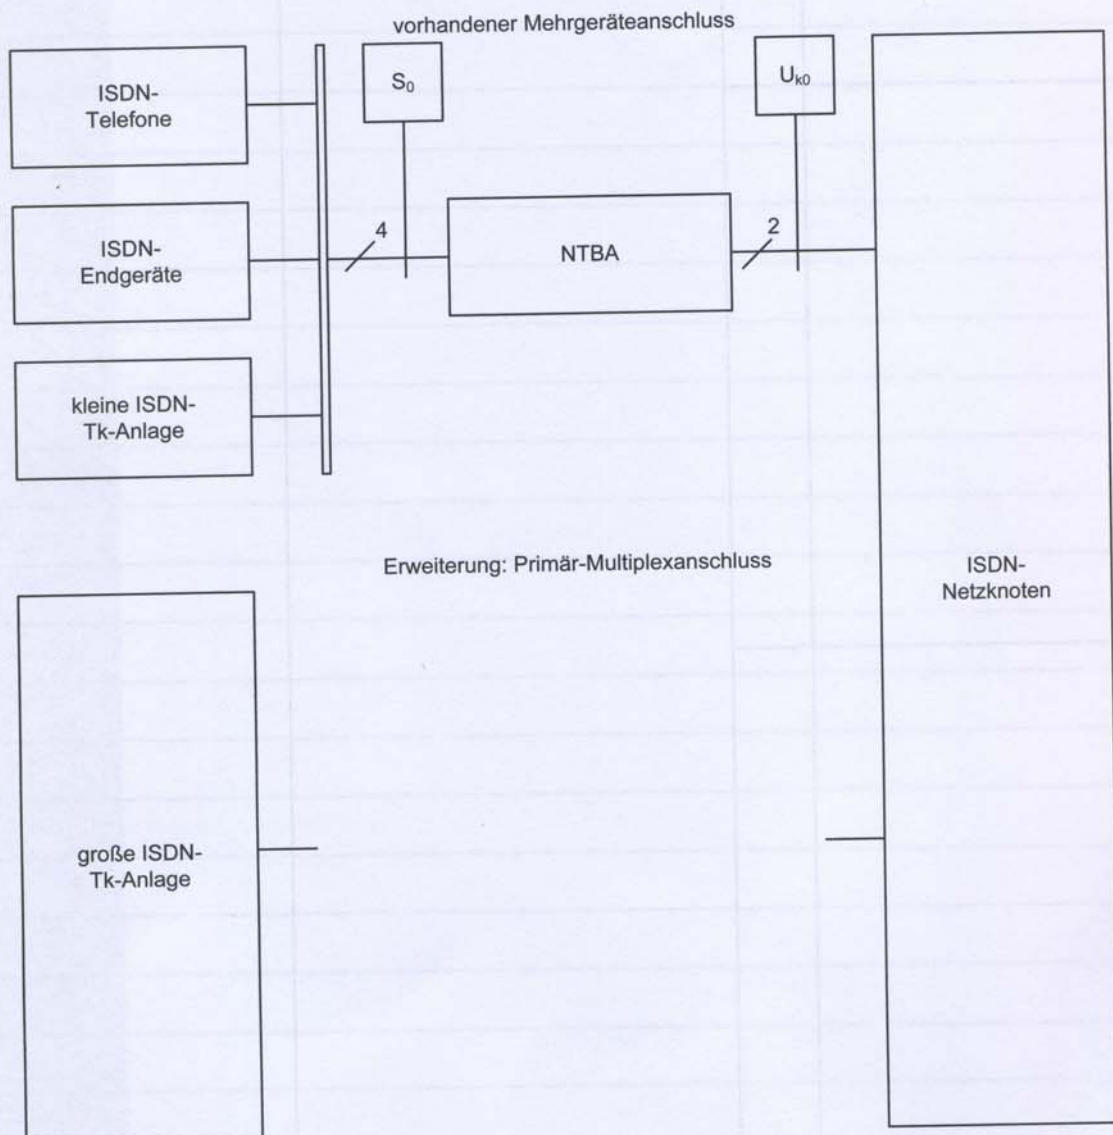 vorhandener Mehrgeräteanschluss
ISDN-
Telefone
S₀
Uk0
ISDN-
Endgeräte
4
NTBA
2
kleine ISDN-
Tk-Anlage
Erweiterung: Primär-Multiplexanschluss
ISDN-
Netzknoten
große ISDN-
Tk-Anlage